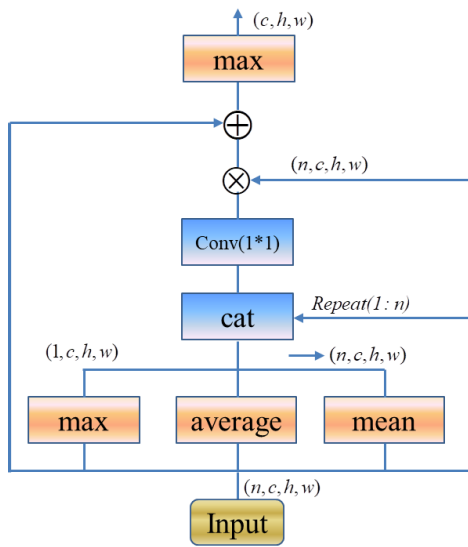 (c,h,w)
max
(n,c,h,w)
Conv(1*1)
Repeat(1:n)
cat
(1,c,h,w)
(n,c,h,w)
max
average
mean
(n,c,h,w)
Input